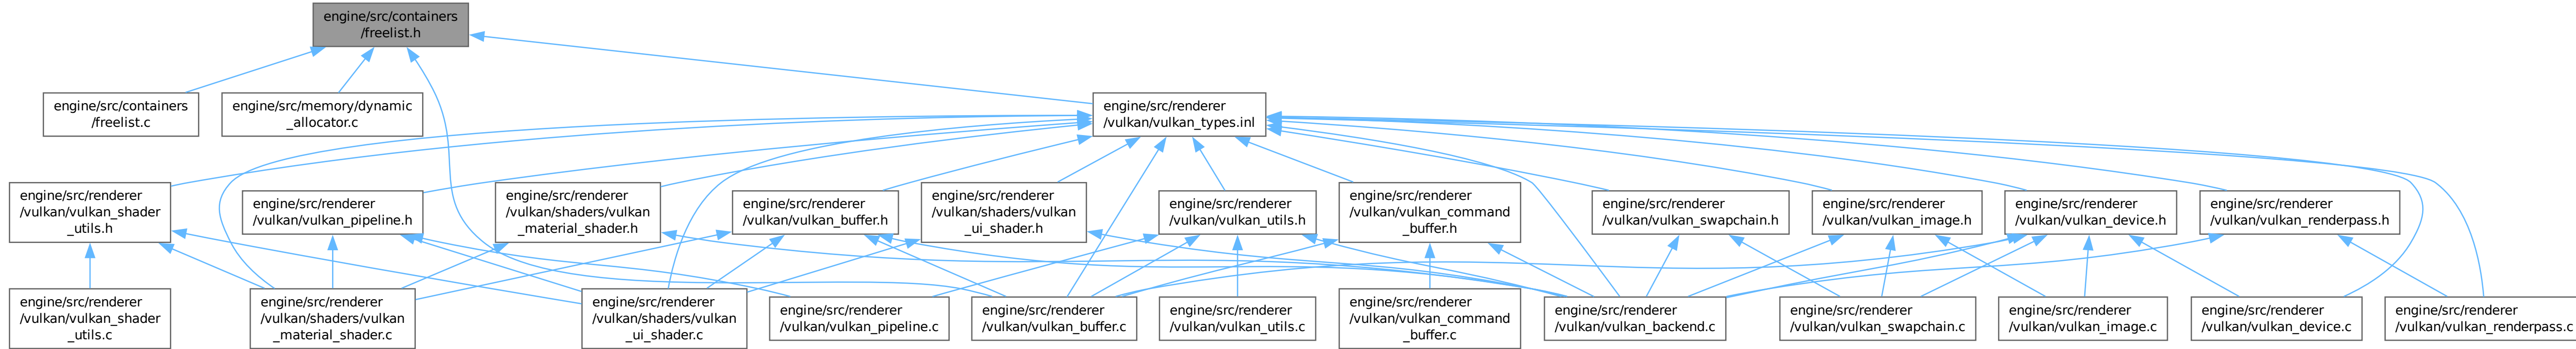 engine/src/containers
/freelist.h
engine/src/containers
/freelist.c
engine/src/memory/dynamic
_allocator.c
engine/src/renderer
/vulkan/vulkan_types.inl
engine/src/renderer
/vulkan/vulkan_shader
_utils.h
engine/src/renderer
/vulkan/vulkan_pipeline.h
engine/src/renderer
/vulkan/shaders/vulkan
_material_shader.h
engine/src/renderer
/vulkan/vulkan_buffer.h
engine/src/renderer
/vulkan/shaders/vulkan
_ui_shader.h
engine/src/renderer
/vulkan/vulkan_utils.h
engine/src/renderer
/vulkan/vulkan_command
_buffer.h
engine/src/renderer
/vulkan/vulkan_swapchain.h
engine/src/renderer
/vulkan/vulkan_image.h
engine/src/renderer
/vulkan/vulkan_device.h
engine/src/renderer
/vulkan/vulkan_renderpass.h
engine/src/renderer
/vulkan/vulkan_shader
_utils.c
engine/src/renderer
/vulkan/shaders/vulkan
_material_shader.c
engine/src/renderer
/vulkan/shaders/vulkan
_ui_shader.c
engine/src/renderer
/vulkan/vulkan_pipeline.c
engine/src/renderer
/vulkan/vulkan_buffer.c
engine/src/renderer
/vulkan/vulkan_utils.c
engine/src/renderer
/vulkan/vulkan_command
_buffer.c
engine/src/renderer
/vulkan/vulkan_backend.c
engine/src/renderer
/vulkan/vulkan_swapchain.c
engine/src/renderer
/vulkan/vulkan_image.c
engine/src/renderer
/vulkan/vulkan_device.c
engine/src/renderer
/vulkan/vulkan_renderpass.c